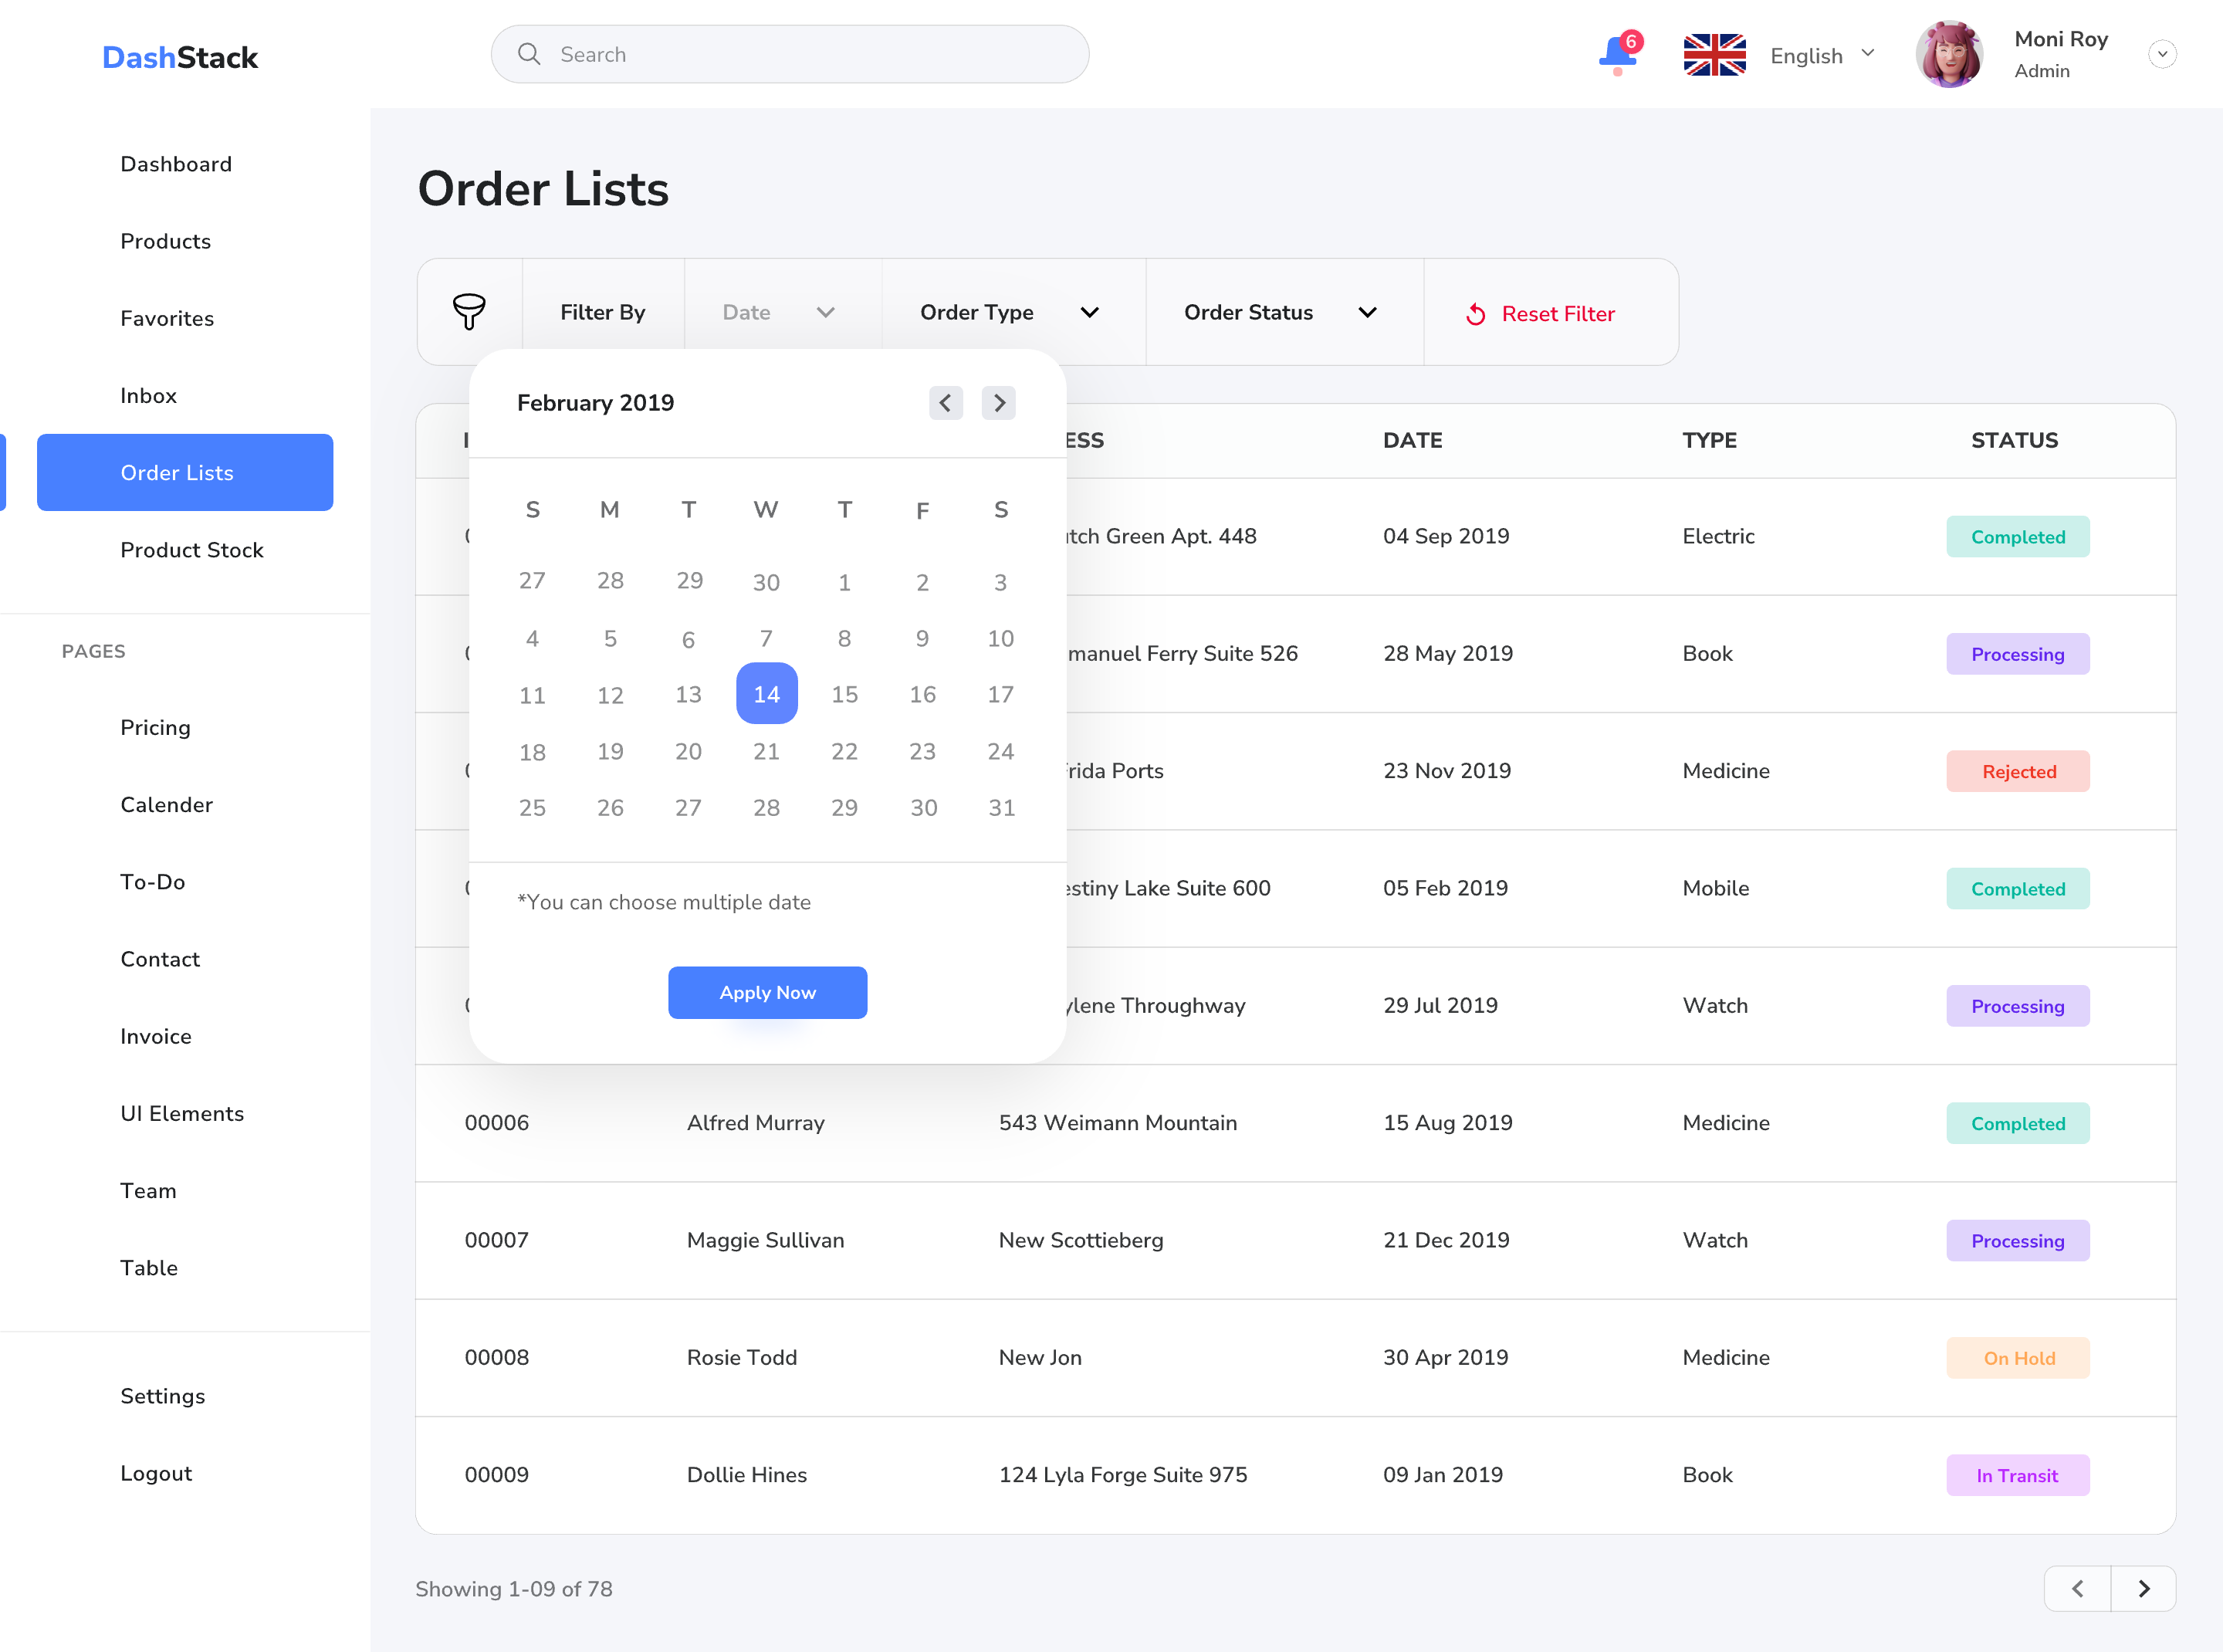 DashStack
Search
6
English
Moni Roy
Admin
Dashboard
Products
Favorites
Inbox
Order Lists
Product Stock
PAGES
Pricing
Calender
To-Do
Contact
Invoice
UI Elements
Team
Table
Settings
Logout
Order Lists
Filter By Date Order Type Order Status Reset Filter
February 2019
S M T W T F S
27 28 29 30 1 2 3
4 5 6 7 8 9 10
11 12 13 14 15 16 17
18 19 20 21 22 23 24
25 26 27 28 29 30 31
*You can choose multiple date
Apply Now
ESS DATE TYPE STATUS
tch Green Apt. 448 04 Sep 2019 Electric Completed
manuel Ferry Suite 526 28 May 2019 Book Processing
rida Ports 23 Nov 2019 Medicine Rejected
estiny Lake Suite 600 05 Feb 2019 Mobile Completed
ylene Throughway 29 Jul 2019 Watch Processing
00006 Alfred Murray 543 Weimann Mountain 15 Aug 2019 Medicine Completed
00007 Maggie Sullivan New Scottieberg 21 Dec 2019 Watch Processing
00008 Rosie Todd New Jon 30 Apr 2019 Medicine On Hold
00009 Dollie Hines 124 Lyla Forge Suite 975 09 Jan 2019 Book In Transit
Showing 1-09 of 78